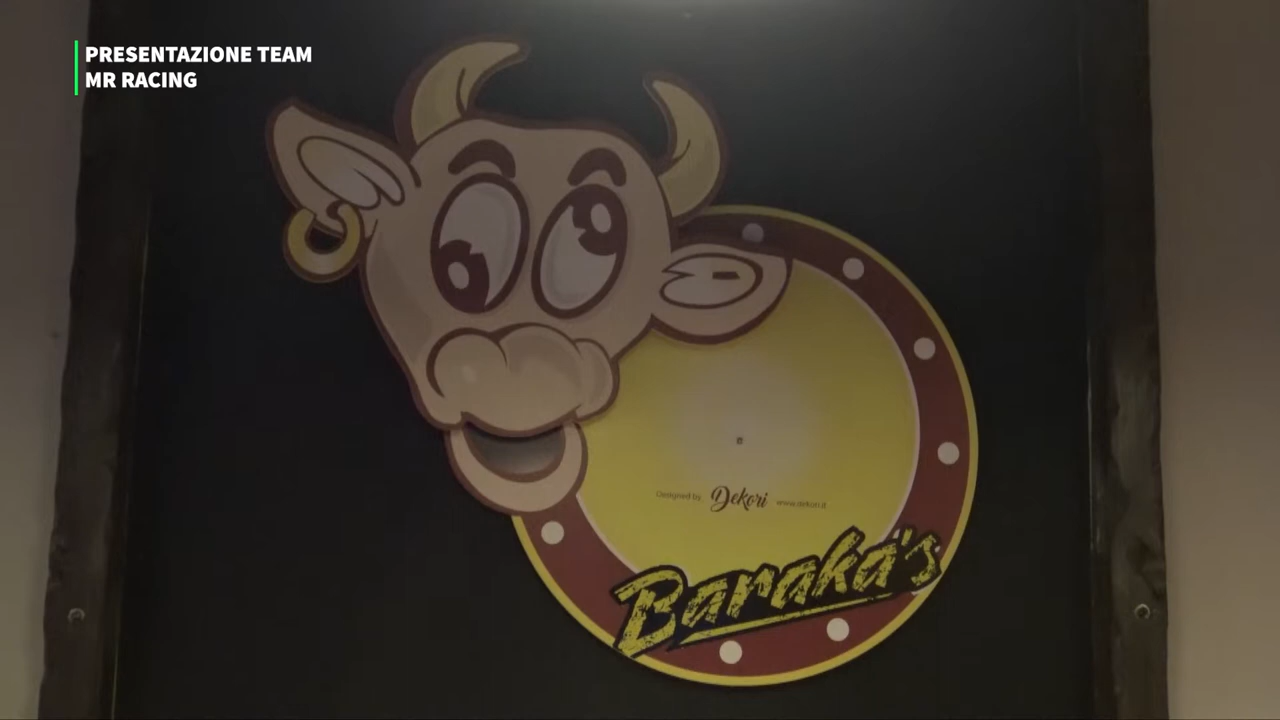 PRESENTAZIONE TEAM
MR RACING
Designed by Dekori www.dekori.it
Baraka's